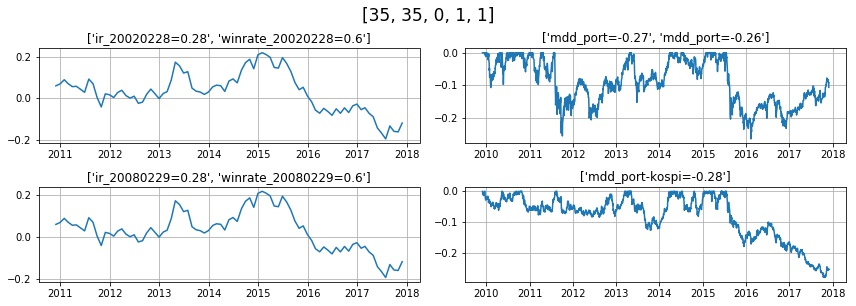 [35, 35, 0, 1, 1]
['ir_20020228=0.28', 'winrate_20020228=0.6']
0.2
0.0
−0.2
2011 2012 2013 2014 2015 2016 2017 2018
['mdd_port=-0.27', 'mdd_port=-0.26']
0.0
−0.1
−0.2
2010 2011 2012 2013 2014 2015 2016 2017 2018
['ir_20080229=0.28', 'winrate_20080229=0.6']
0.2
0.0
−0.2
2011 2012 2013 2014 2015 2016 2017 2018
['mdd_port-kospi=-0.28']
0.0
−0.1
−0.2
2010 2011 2012 2013 2014 2015 2016 2017 2018